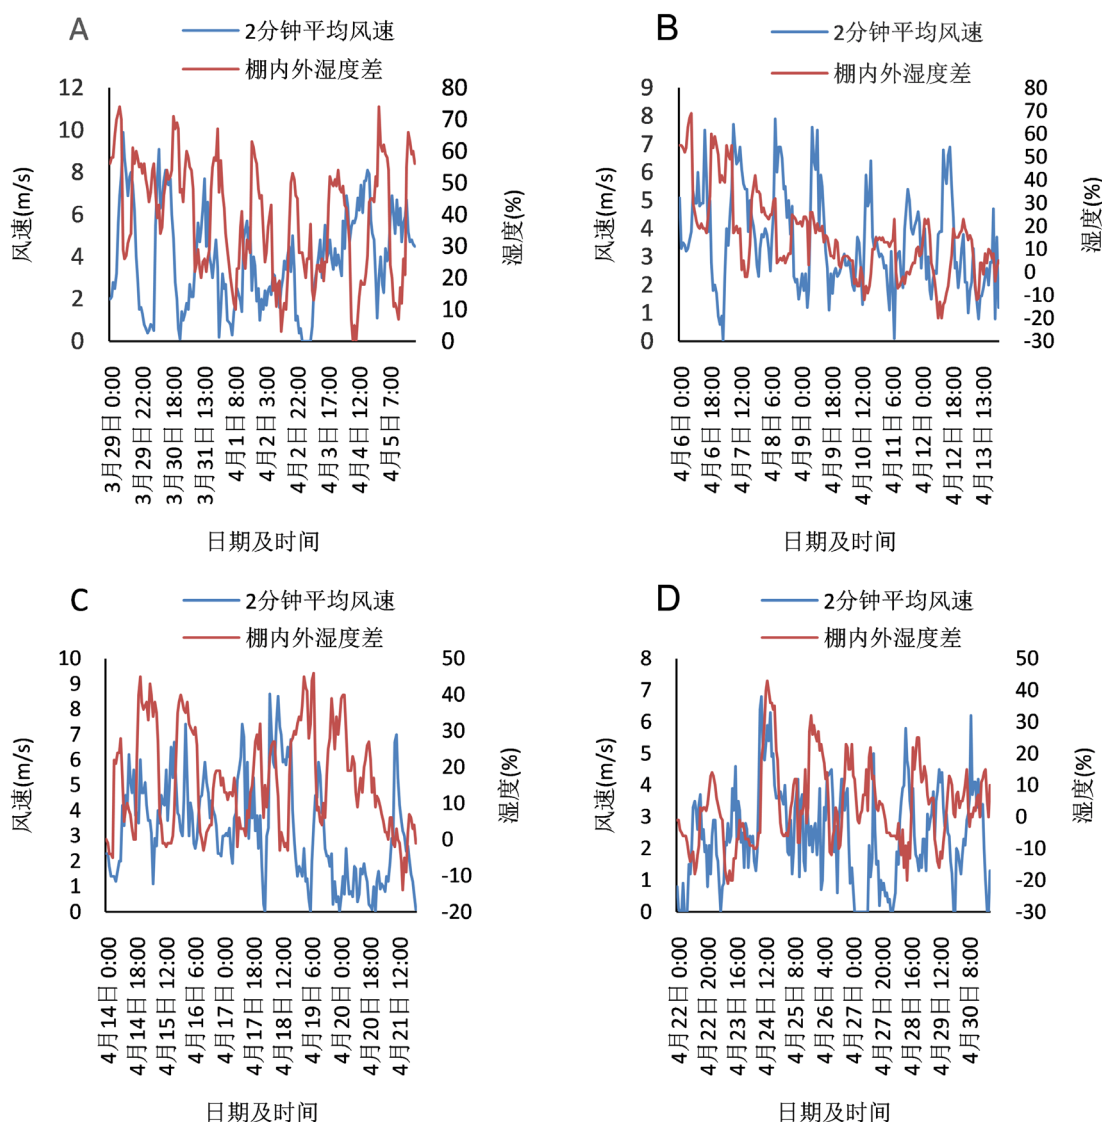 A
2分钟平均风速
棚内外湿度差
12
10
8
6
4
2
0
风速(m/s)
80
70
60
50
40
30
20
10
0
湿度(%)
3月29日 0:00
3月29日 22:00
3月30日 18:00
3月31日 13:00
4月1日 8:00
4月2日 3:00
4月2日 22:00
4月3日 17:00
4月4日 12:00
4月5日 7:00
日期及时间
B
2分钟平均风速
棚内外湿度差
9
8
7
6
5
4
3
2
1
0
风速(m/s)
80
70
60
50
40
30
20
10
0
-10
-20
-30
湿度(%)
4月6日 0:00
4月6日 18:00
4月7日 12:00
4月8日 6:00
4月9日 0:00
4月9日 18:00
4月10日 12:00
4月11日 6:00
4月12日 0:00
4月12日 18:00
4月13日 13:00
日期及时间
C
2分钟平均风速
棚内外湿度差
10
9
8
7
6
5
4
3
2
1
0
风速(m/s)
50
40
30
20
10
0
-10
-20
湿度(%)
4月14日 0:00
4月14日 18:00
4月15日 12:00
4月16日 6:00
4月17日 0:00
4月17日 18:00
4月18日 12:00
4月19日 6:00
4月20日 0:00
4月20日 18:00
4月21日 12:00
日期及时间
D
2分钟平均风速
棚内外湿度差
8
7
6
5
4
3
2
1
0
风速(m/s)
50
40
30
20
10
0
-10
-20
-30
湿度(%)
4月22日 0:00
4月22日 20:00
4月23日 16:00
4月24日 12:00
4月25日 8:00
4月26日 4:00
4月27日 0:00
4月27日 20:00
4月28日 16:00
4月29日 12:00
4月30日 8:00
日期及时间